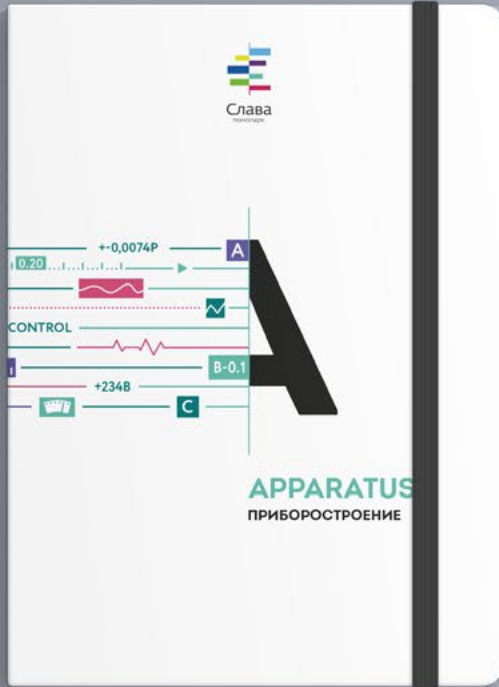 Слава
технопарк
+-0,0074P
A
0.20
CONTROL
B-0.1
+234B
C
A
APPARATUS
ПРИБОРОСТРОЕНИЕ